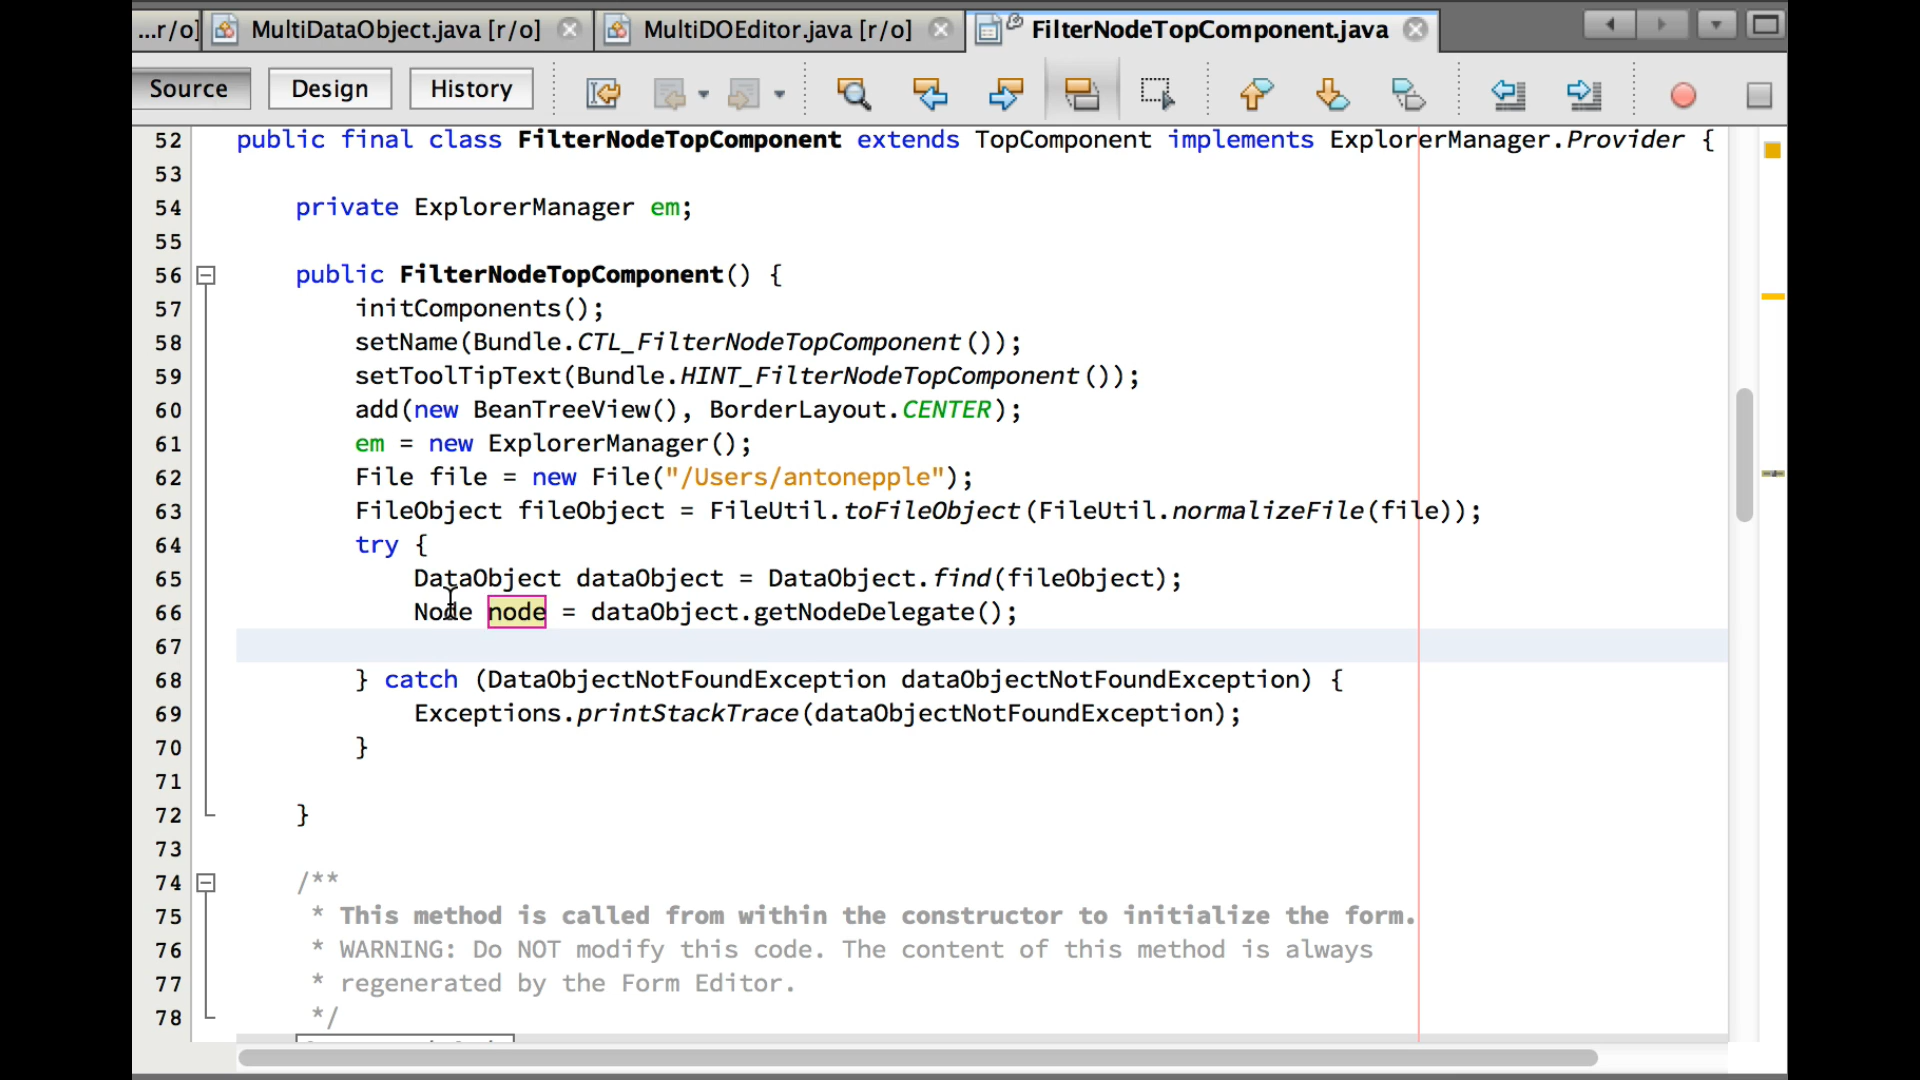 ...r/o] MultiDataObject.java [r/o] MultiDOEditor.java [r/o] FilterNodeTopComponent.java
Source Design History
52 public final class FilterNodeTopComponent extends TopComponent implements ExplorerManager.Provider {
53
54 private ExplorerManager em;
55
56 public FilterNodeTopComponent() {
57 initComponents();
58 setName(Bundle.CTL_FilterNodeTopComponent());
59 setToolTipText(Bundle.HINT_FilterNodeTopComponent());
60 add(new BeanTreeView(), BorderLayout.CENTER);
61 em = new ExplorerManager();
62 File file = new File("/Users/antonepple");
63 FileObject fileObject = FileUtil.toFileObject(FileUtil.normalizeFile(file));
64 try {
65 DataObject dataObject = DataObject.find(fileObject);
66 Node node = dataObject.getNodeDelegate();
67
68 } catch (DataObjectNotFoundException dataObjectNotFoundException) {
69 Exceptions.printStackTrace(dataObjectNotFoundException);
70 }
71
72 }
73
74 /**
75 * This method is called from within the constructor to initialize the form.
76 * WARNING: Do NOT modify this code. The content of this method is always
77 * regenerated by the Form Editor.
78 */